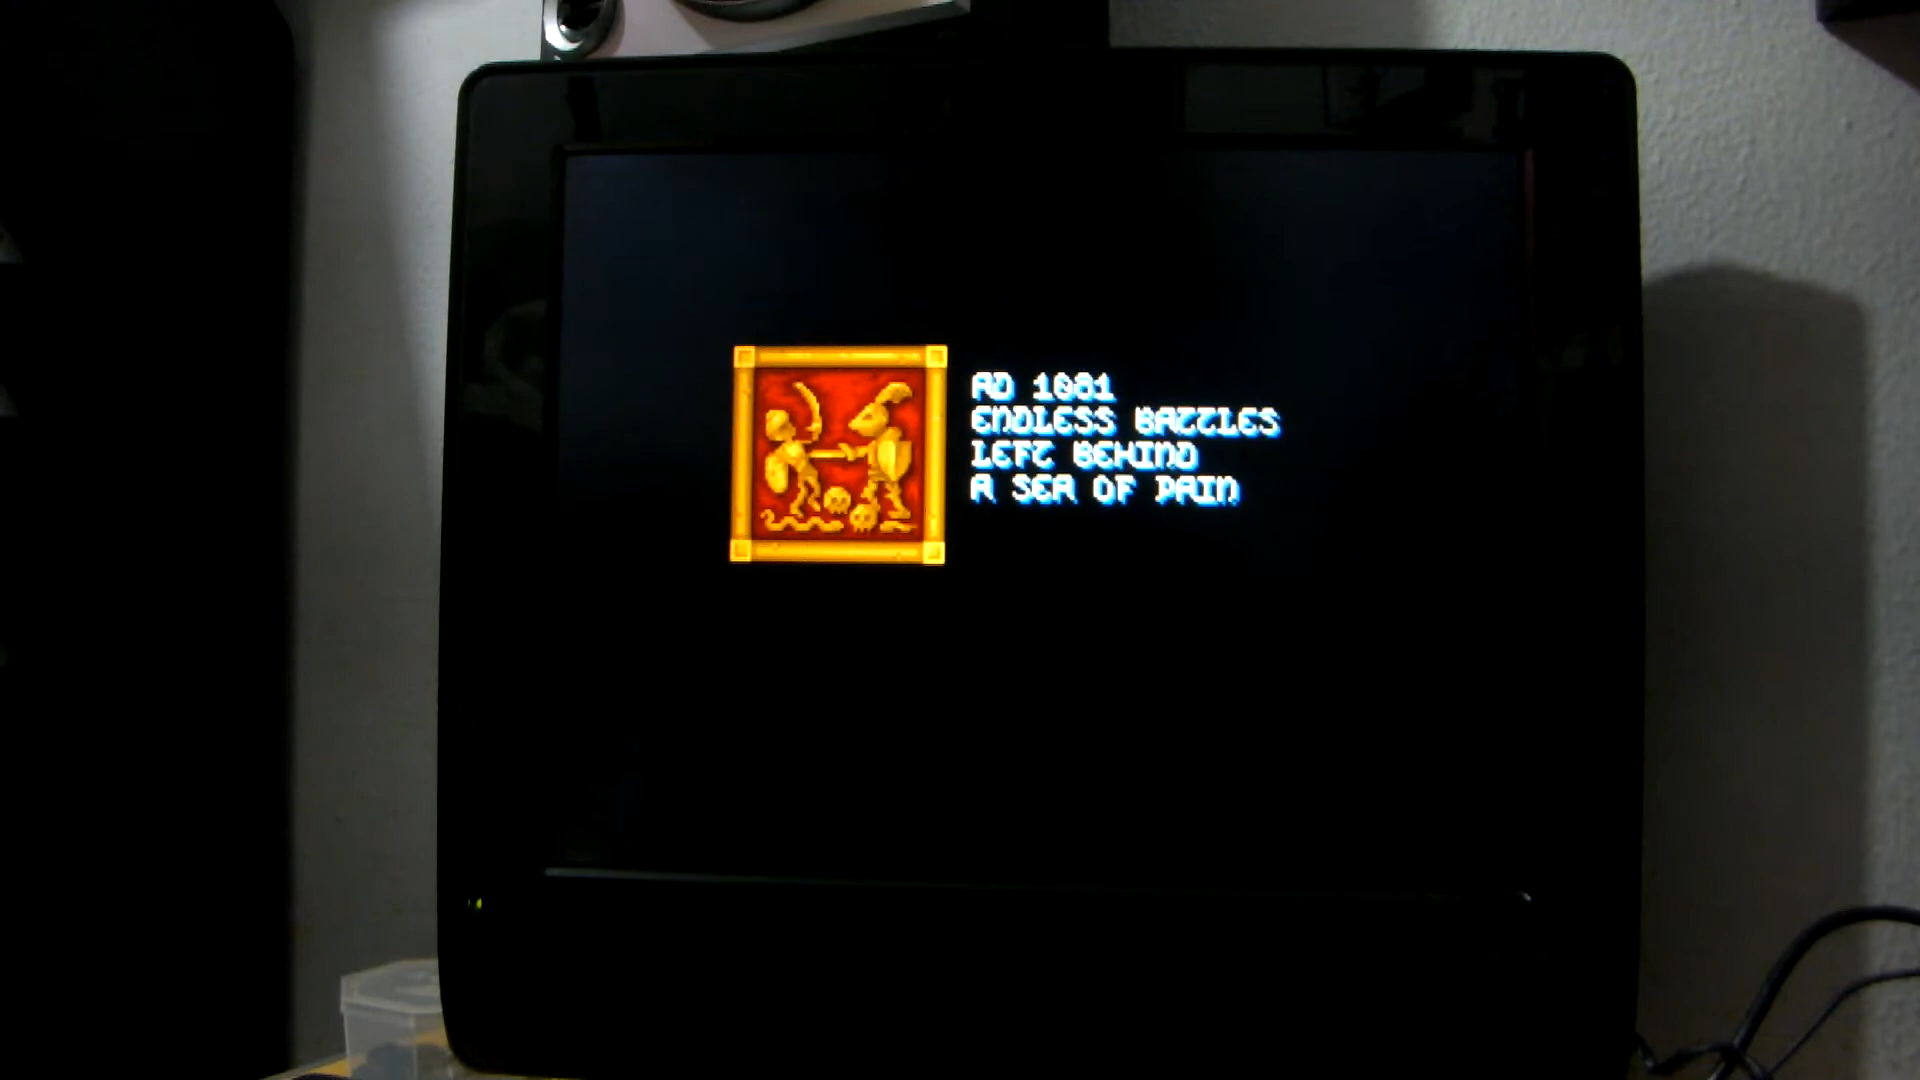 AD 1081
ENDLESS BATTLES
LEFT BEHIND
A SEA OF PAIN